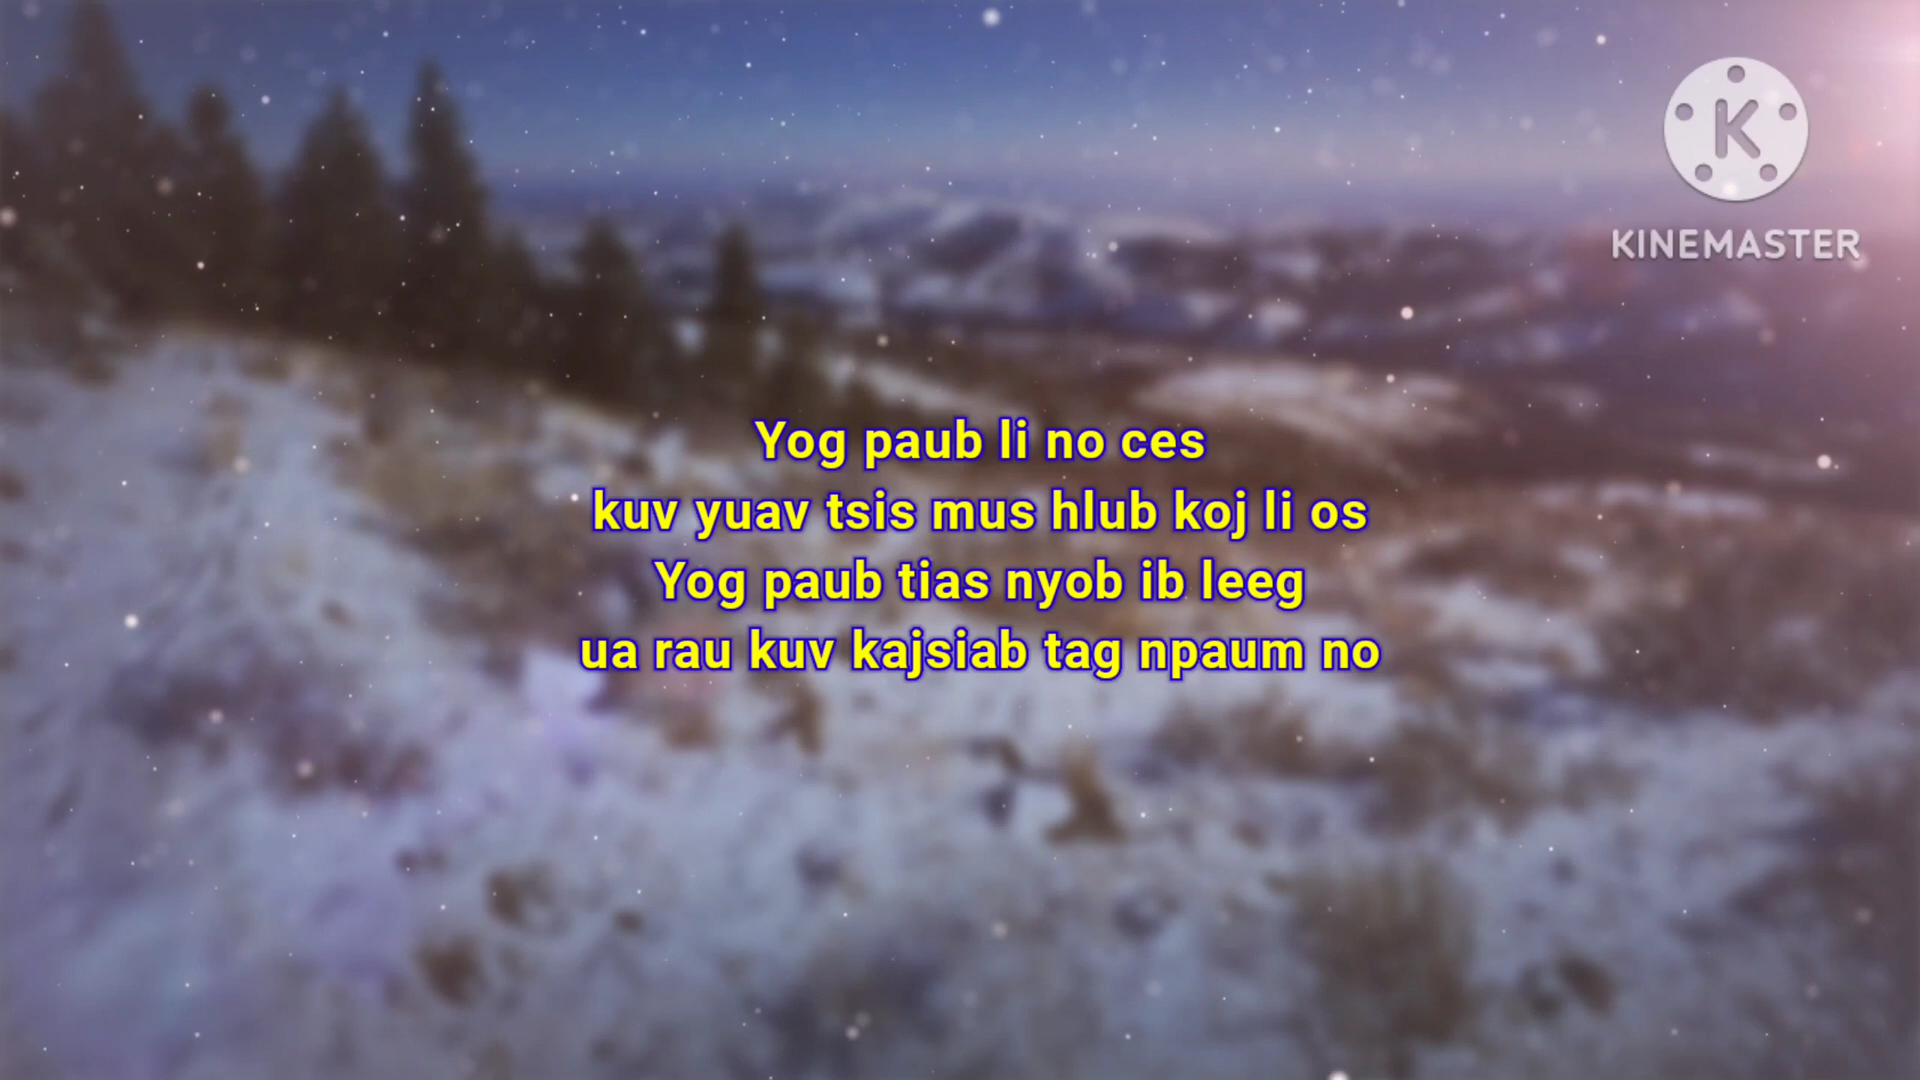 K
KINEMASTER
Yog paub li no ces
kuv yuav tsis mus hlub koj li os
Yog paub tias nyob ib leeg
ua rau kuv kajsiab tag npaum no